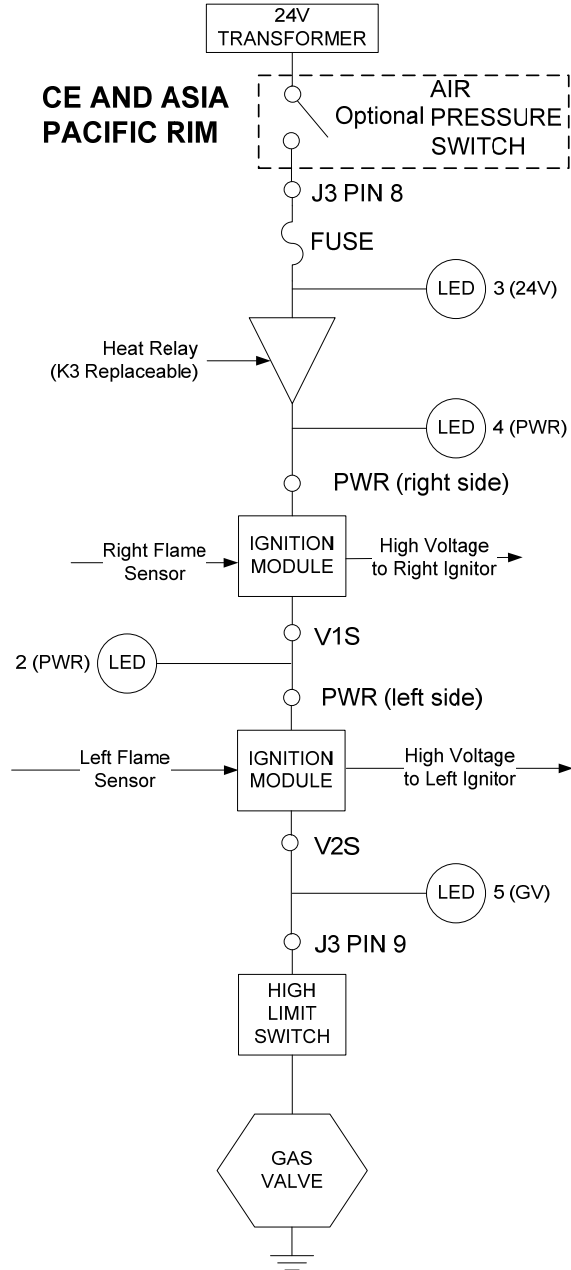 24V
TRANSFORMER
CE AND ASIA
PACIFIC RIM
Optional
AIR
PRESSURE
SWITCH
J3 PIN 8
FUSE
LED
3 (24V)
Heat Relay
(K3 Replaceable)
LED
4 (PWR)
PWR (right side)
Right Flame
Sensor
IGNITION
MODULE
High Voltage
to Right Ignitor
V1S
2 (PWR)
LED
PWR (left side)
Left Flame
Sensor
IGNITION
MODULE
High Voltage
to Left Ignitor
V2S
LED
5 (GV)
J3 PIN 9
HIGH
LIMIT
SWITCH
GAS
VALVE